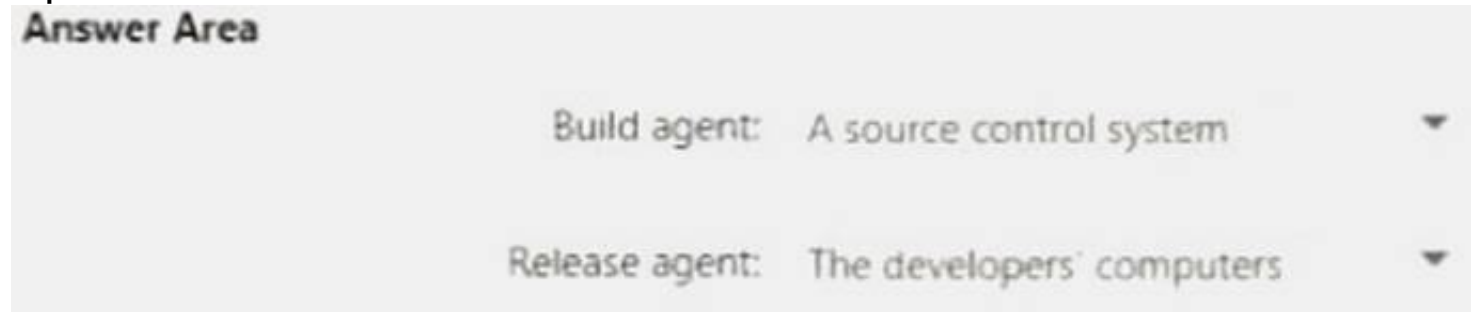 Answer Area
Build agent: A source control system
Release agent: The developers' computers